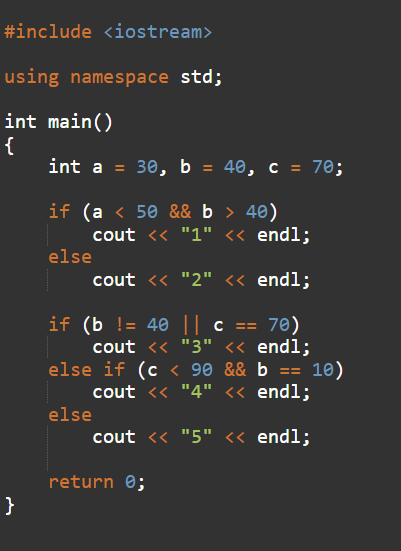 #include <iostream>
using namespace std;
int main()
{
    int a = 30, b = 40, c = 70;
    if (a < 50 && b > 40)
        cout << "1" << endl;
    else
        cout << "2" << endl;
    if (b != 40 || c == 70)
        cout << "3" << endl;
    else if (c < 90 && b == 10)
        cout << "4" << endl;
    else
        cout << "5" << endl;
    return 0;
}